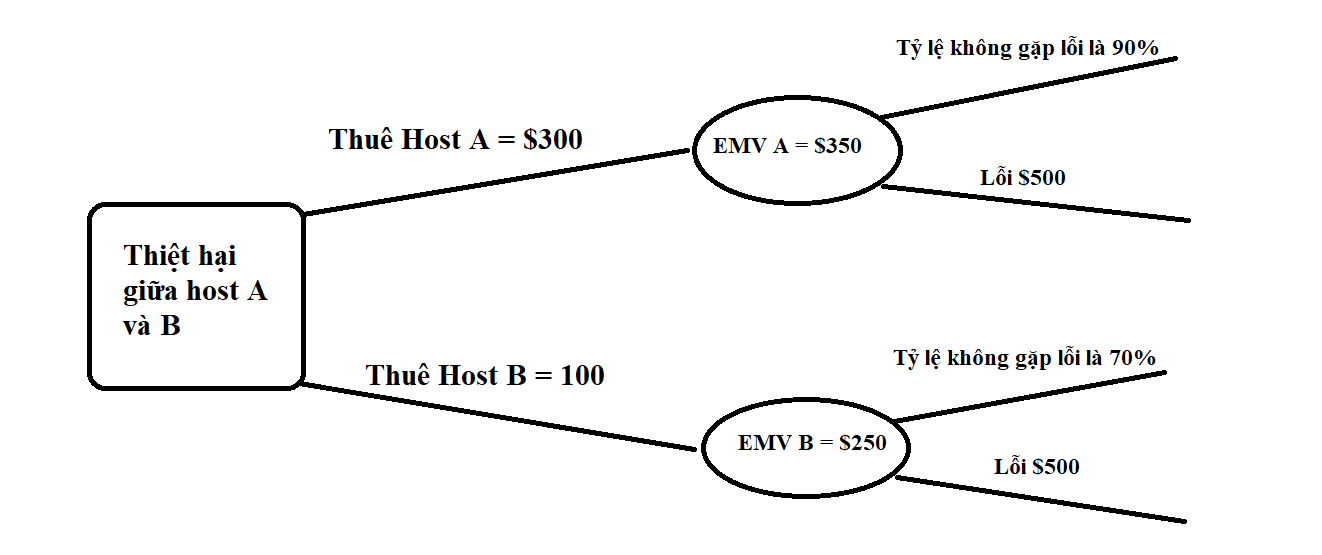 Tỷ lệ không gặp lỗi là 90%
Thuê Host A = $300
EMV A = $350
Lỗi $500
Thiệt hại
giữa host A
và B
Tỷ lệ không gặp lỗi là 70%
Thuê Host B = 100
EMV B = $250
Lỗi $500